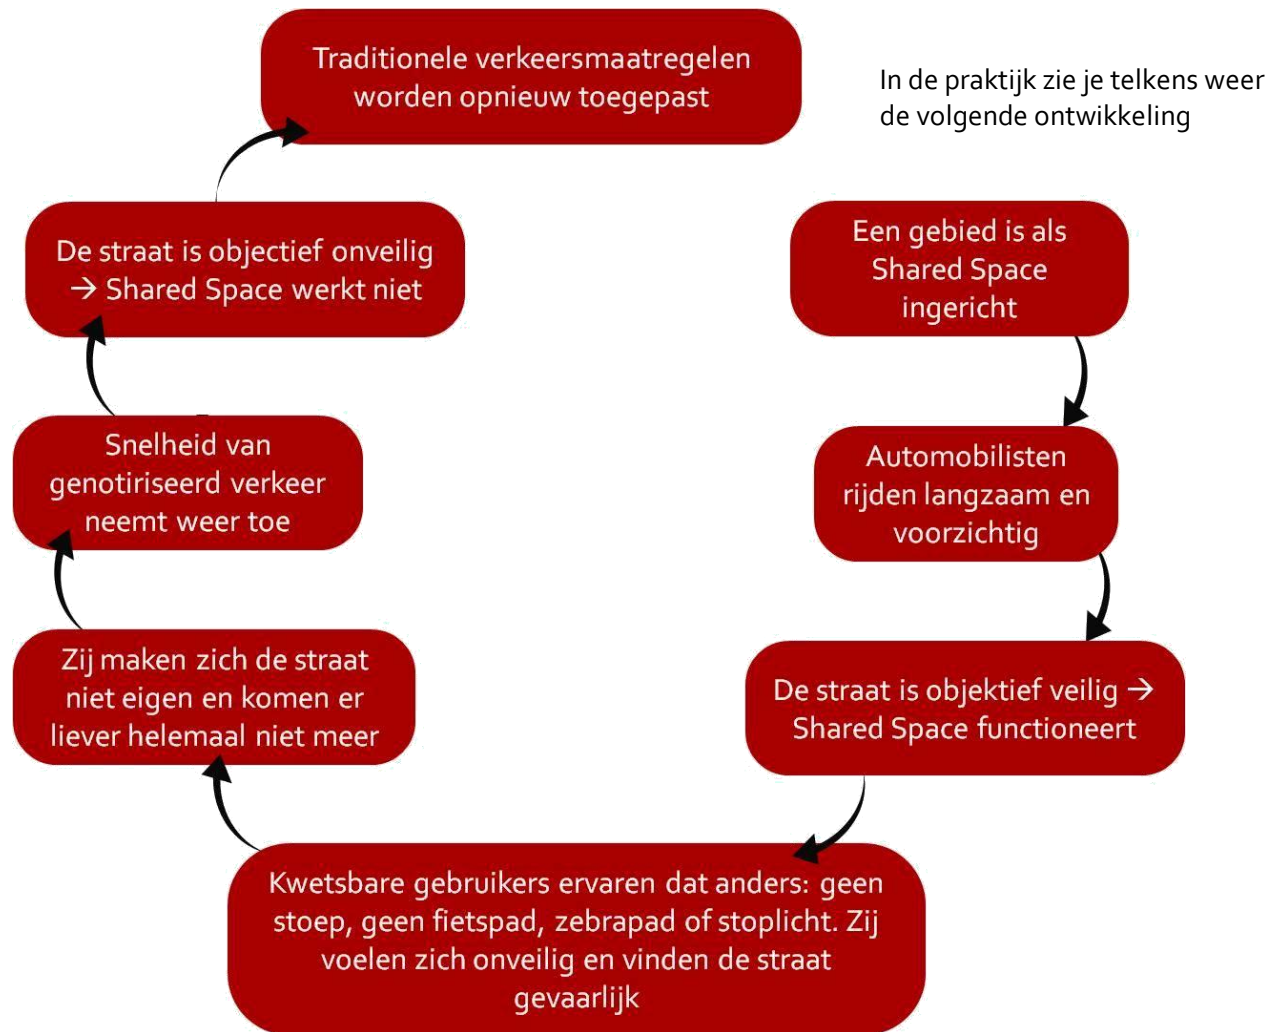 In de praktijk zie je telkens weer
de volgende ontwikkeling
Een gebied is als
Shared Space
ingericht
Automobilisten
rijden langzaam en
voorzichtig
De straat is objektief veilig →
Shared Space functioneert
Kwetsbare gebruikers ervaren dat anders: geen
stoep, geen fietspad, zebrapad of stoplicht. Zij
voelen zich onveilig en vinden de straat
gevaarlijk
Zij maken zich de straat
niet eigen en komen er
liever helemaal niet meer
Snelheid van
genotiriseerd verkeer
neemt weer toe
De straat is objectief onveilig
→ Shared Space werkt niet
Traditionele verkeersmaatregelen
worden opnieuw toegepast